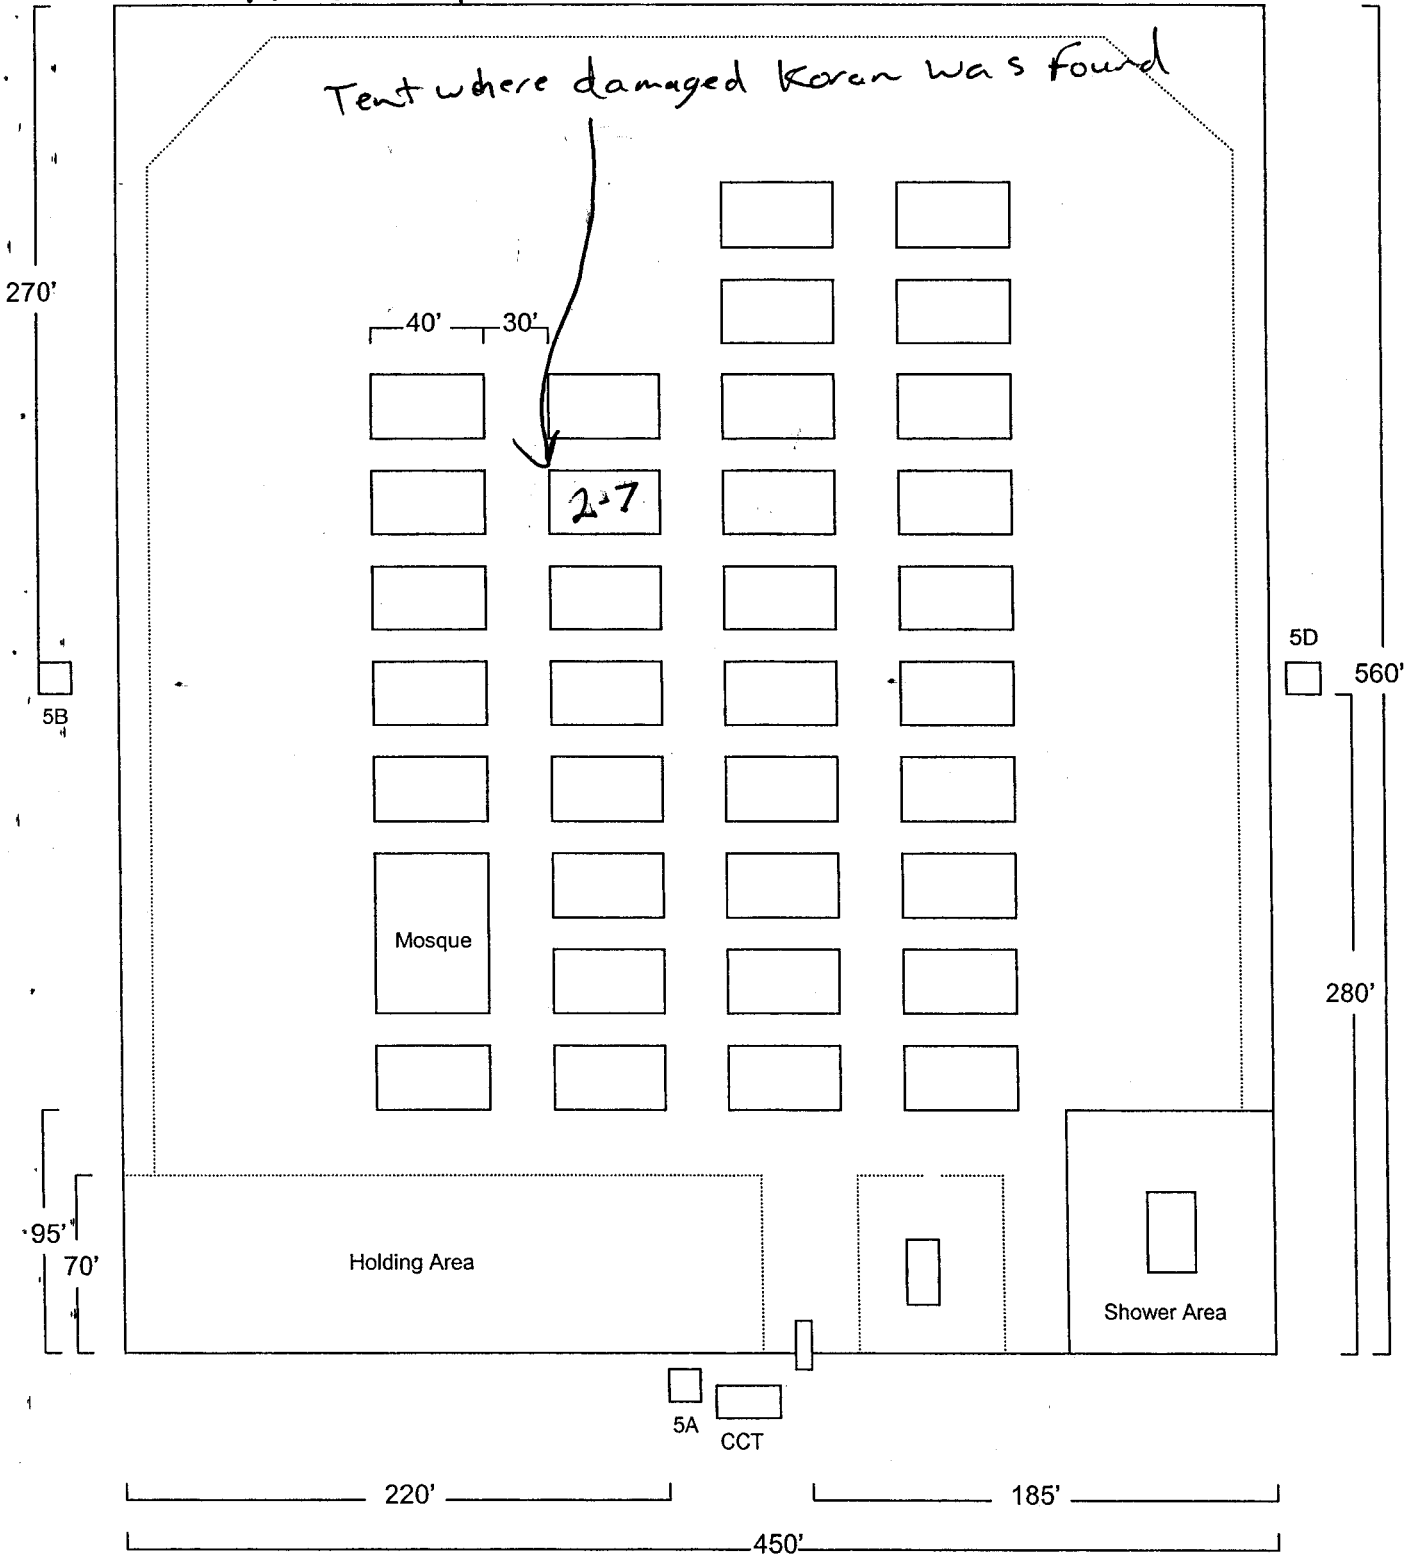 Tent where damaged Koran was found
270'
40' 30'
2-7
5D
560'
5B
Mosque
280'
95'
70'
Holding Area
Shower Area
5A
CCT
220' 185'
450'